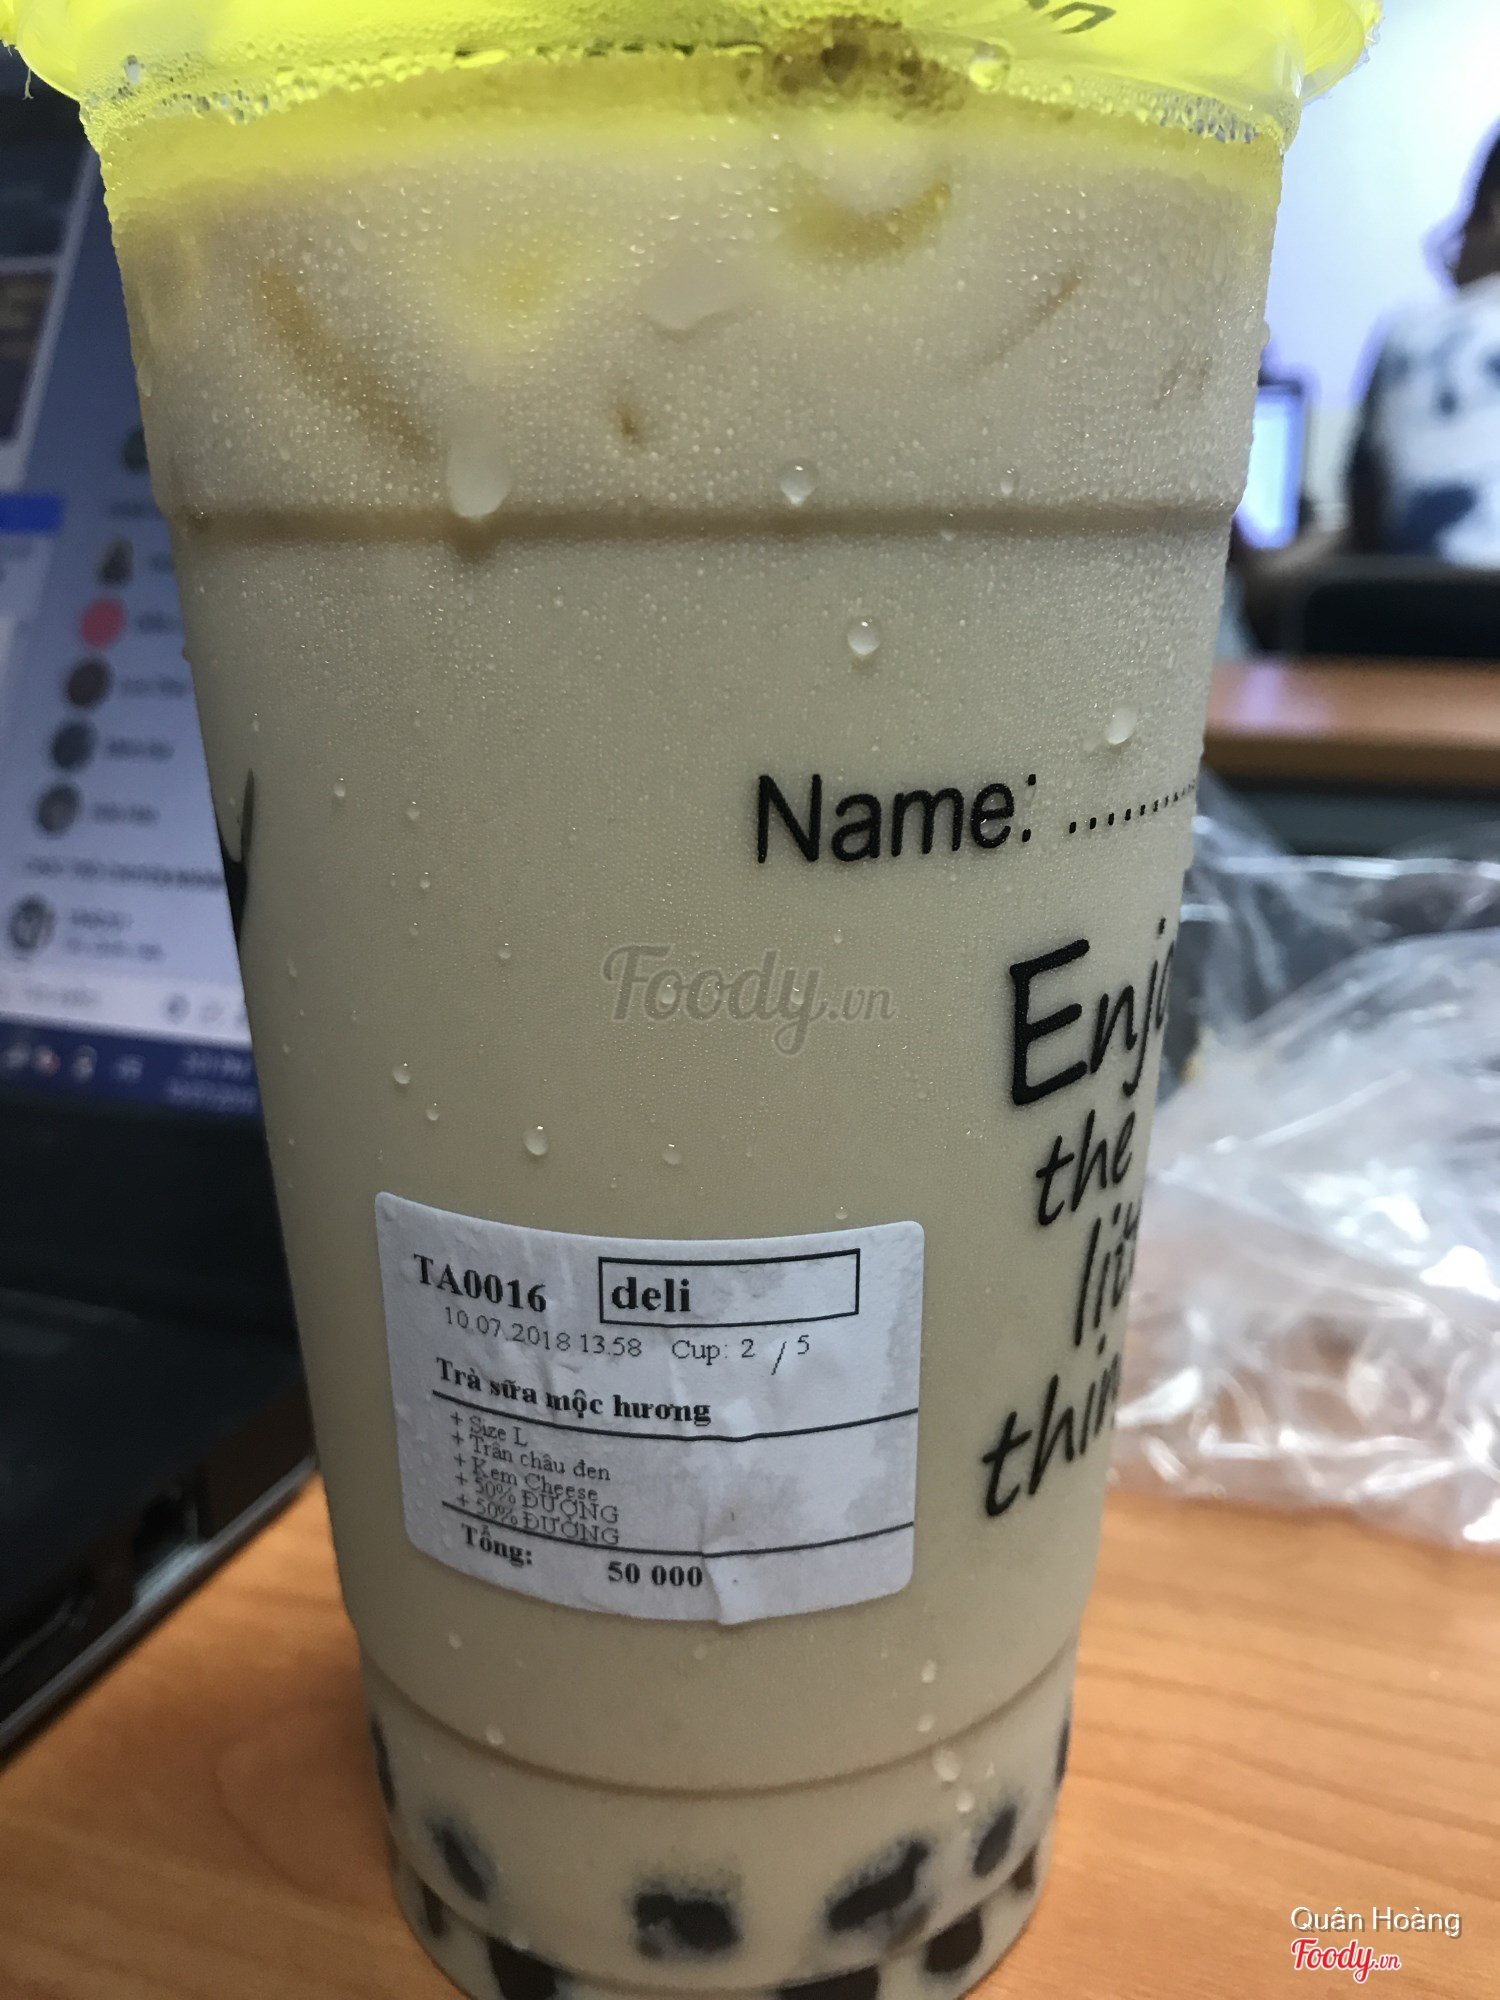 Name: ..........
Enjo
the
lit
thin
Foody.vn
TA0016 deli
10.07.2018 13:58 Cup: 2 / 5
Trà sữa mộc hương
+ Size L
+ Trân châu đen
+ Kem Cheese
+ 50% ĐƯỜNG
+ 50% ĐƯỜNG
Tổng: 50 000
Quân Hoàng
Foody.vn